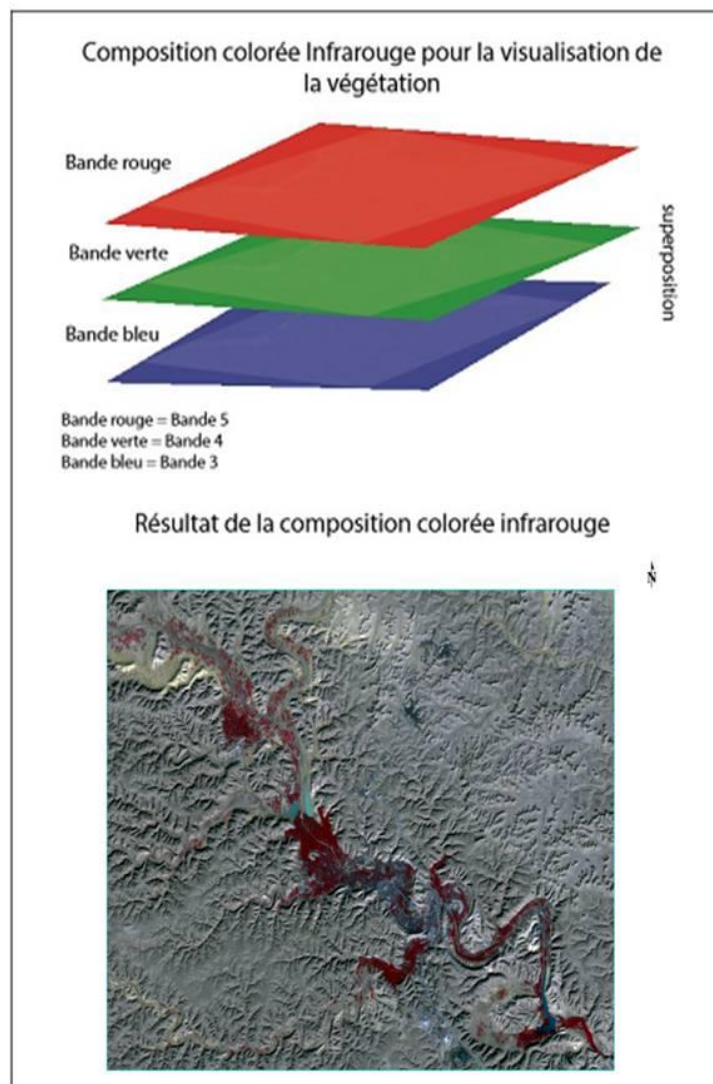 Composition colorée Infrarouge pour la visualisation de
la végétation
Bande rouge
Bande verte
Bande bleu
superposition
Bande rouge = Bande 5
Bande verte = Bande 4
Bande bleu = Bande 3
Résultat de la composition colorée infrarouge
N